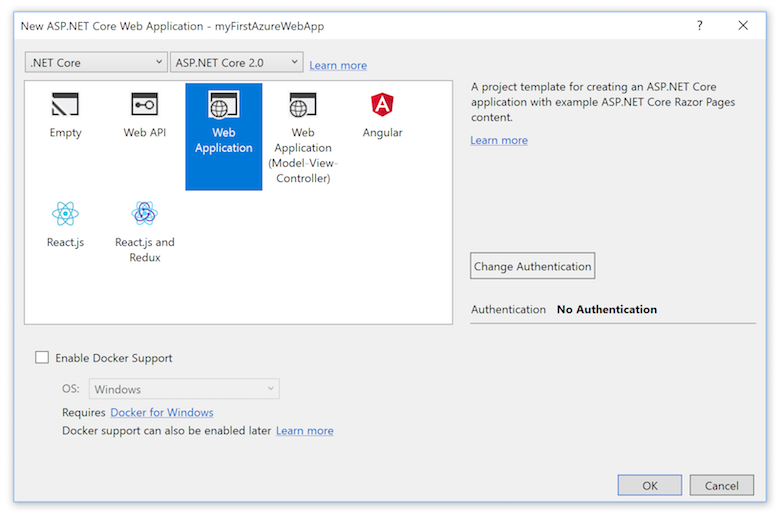 New ASP.NET Core Web Application - myFirstAzureWebApp
?
.NET Core
ASP.NET Core 2.0
Learn more
Empty
Web API
Web
Application
Web
Application
(Model-View-
Controller)
Angular
React.js
React.js and
Redux
A project template for creating an ASP.NET Core
application with example ASP.NET Core Razor Pages
content.
Learn more
Change Authentication
Authentication No Authentication
Enable Docker Support
OS: Windows
Requires Docker for Windows
Docker support can also be enabled later Learn more
OK
Cancel